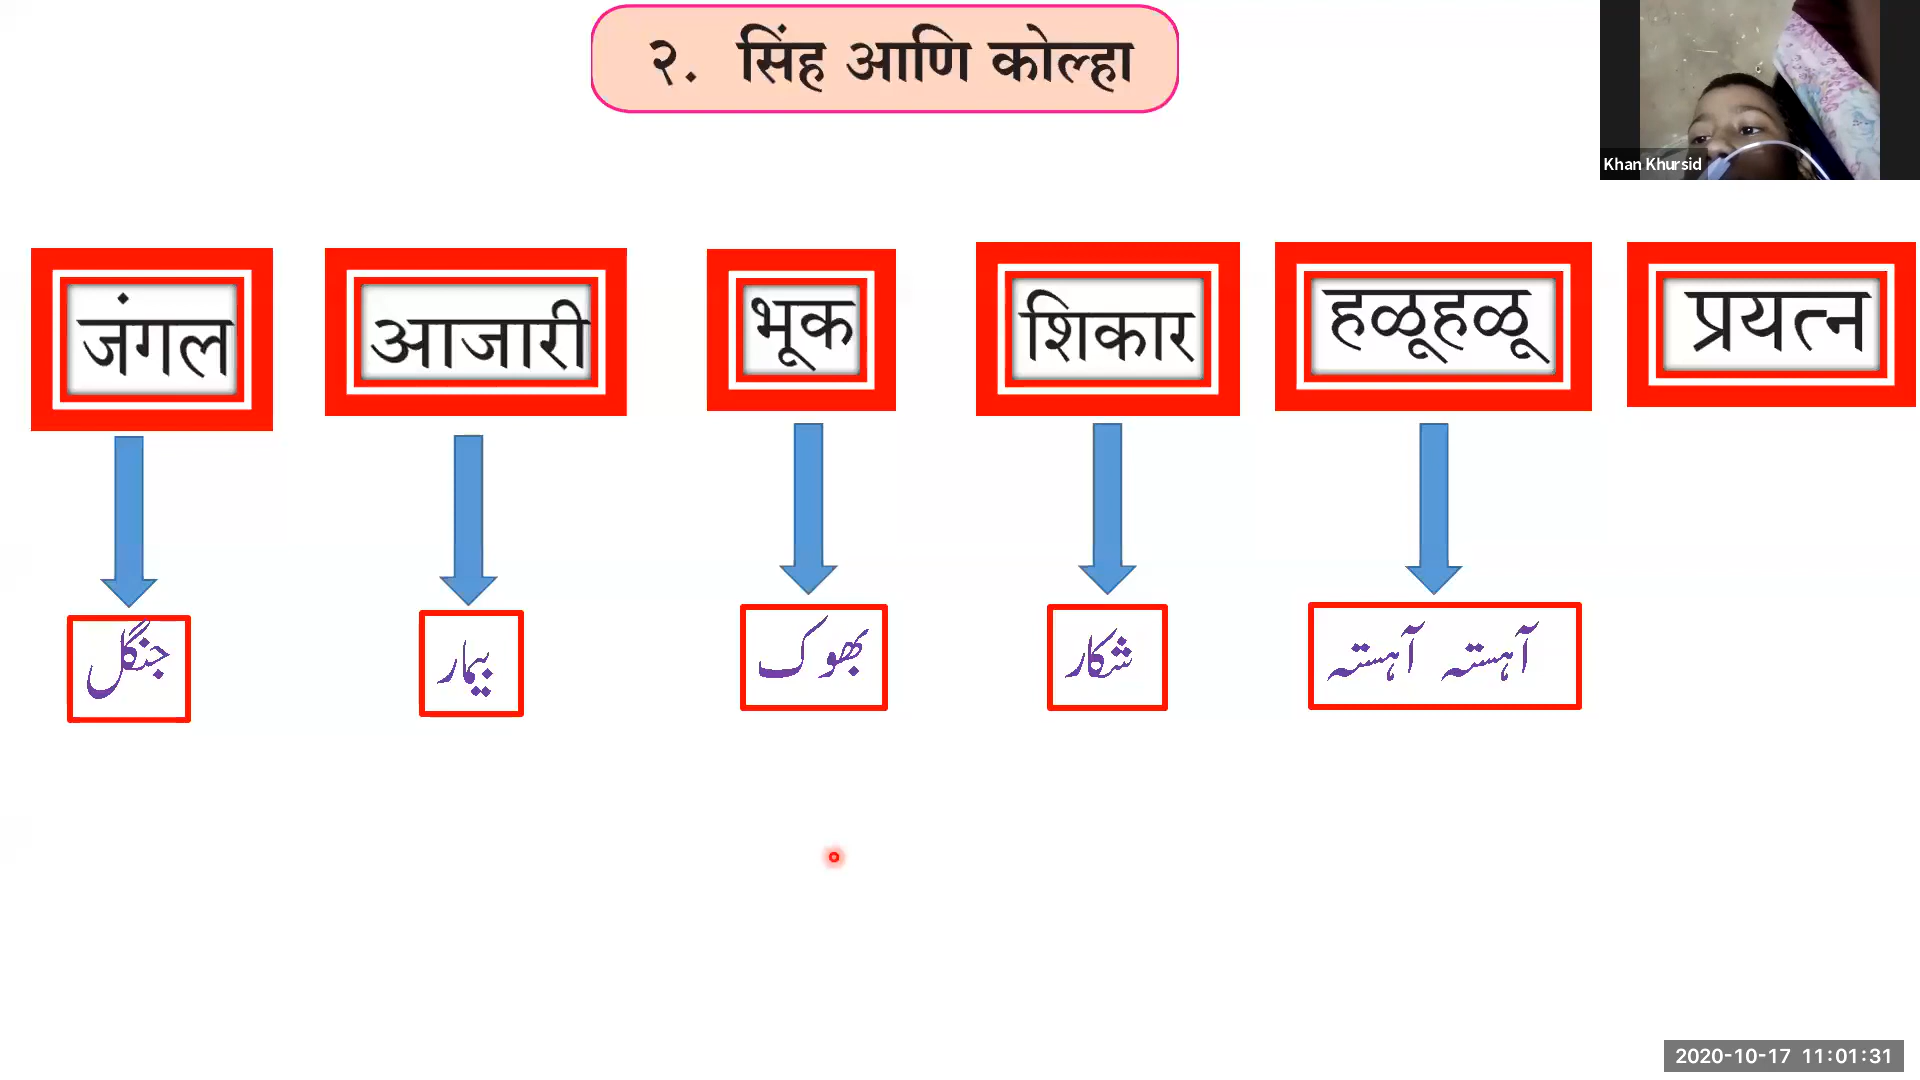 २. सिंह आणि कोल्हा
Khan Khursid
जंगल
आजारी
भूक
शिकार
हळूहळू
प्रयत्न
جنگل
بیمار
بھوک
شکار
آہستہ آہستہ
2020-10-17 11:01:31